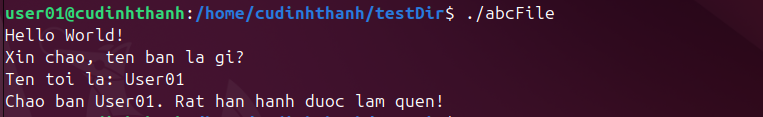 user01@cudinhthanh:/home/cudinhthanh/testDir$ ./abcFile
Hello World!
Xin chao, ten ban la gi?
Ten toi la: User01
Chao ban User01. Rat han hanh duoc lam quen!